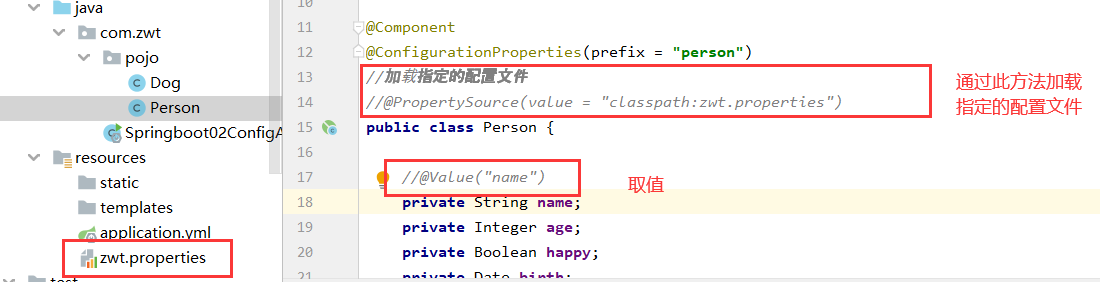 java
com.zwt
pojo
Dog
Person
Springboot02ConfigA
resources
static
templates
application.yml
zwt.properties
test
10
11 @Component
12 @ConfigurationProperties(prefix = "person")
13 //加载指定的配置文件
14 //@PropertySource(value = "classpath:zwt.properties")
15 public class Person {
16
17 //@Value("name")
18 private String name;
19 private Integer age;
20 private Boolean happy;
21 private Date birth;
通过此方法加载
指定的配置文件
取值